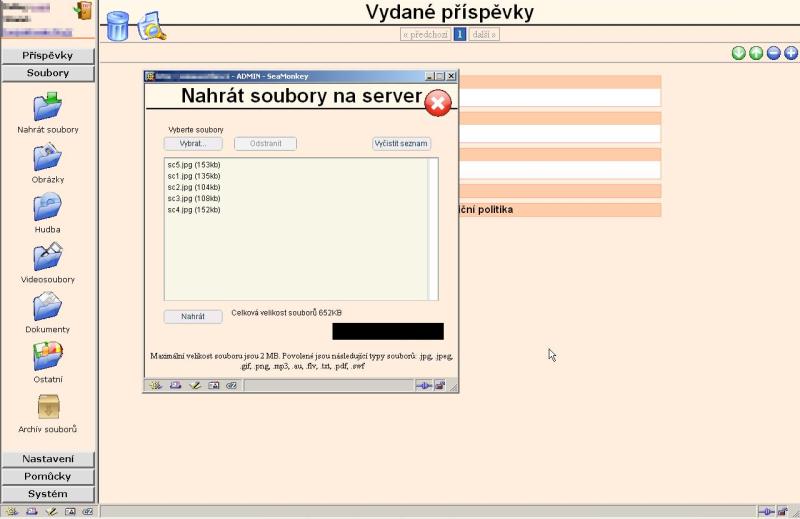 Vydané příspěvky
« předchozí 1 další »
Příspěvky
Soubory
Nahrát soubory
Obrázky
Hudba
Videosoubory
Dokumenty
Ostatní
Archív souborů
Nastavení
Pomůcky
Systém
- ADMIN - SeaMonkey
Nahrát soubory na server
Vyberte soubory
Vybrat...
Odstranit
Vyčistit seznam
sc5.jpg (153kb)
sc1.jpg (135kb)
sc2.jpg (104kb)
sc3.jpg (108kb)
sc4.jpg (152kb)
Nahrát
Celková velikost souborů 652KB
Maximální velikost souboru jsou 2 MB. Povolené jsou následující typy souborů: .jpg, .jpeg,
.gif, .png, .mp3, .au, .flv, .txt, .pdf, .swf
iční politika